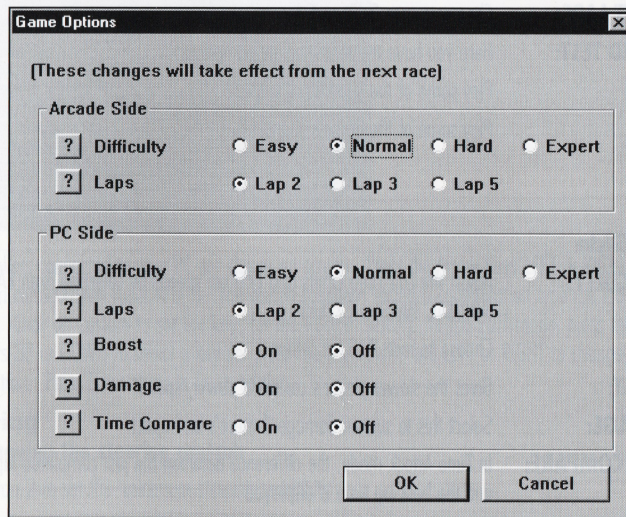 Game Options
(These changes will take effect from the next race)
Arcade Side
? Difficulty Easy Normal Hard Expert
? Laps Lap 2 Lap 3 Lap 5
PC Side
? Difficulty Easy Normal Hard Expert
? Laps Lap 2 Lap 3 Lap 5
? Boost On Off
? Damage On Off
? Time Compare On Off
OK Cancel